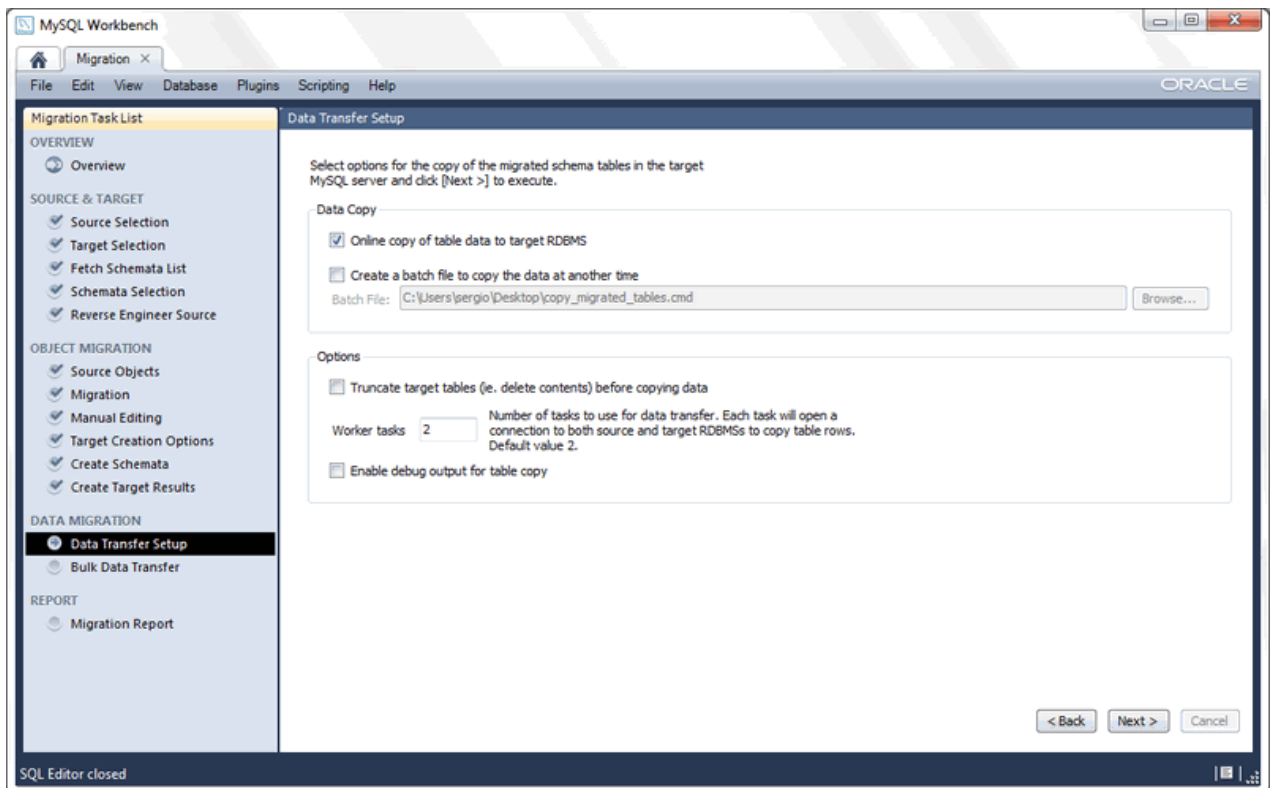 MySQL Workbench
Migration
File Edit View Database Plugins Scripting Help
ORACLE
Migration Task List
OVERVIEW
Overview
SOURCE & TARGET
Source Selection
Target Selection
Fetch Schemata List
Schemata Selection
Reverse Engineer Source
OBJECT MIGRATION
Source Objects
Migration
Manual Editing
Target Creation Options
Create Schemata
Create Target Results
DATA MIGRATION
Data Transfer Setup
Bulk Data Transfer
REPORT
Migration Report
Data Transfer Setup
Select options for the copy of the migrated schema tables in the target
MySQL server and click [Next >] to execute.
Data Copy
Online copy of table data to target RDBMS
Create a batch file to copy the data at another time
Batch File: C:\Users\sergio\Desktop\copy_migrated_tables.cmd Browse...
Options
Truncate target tables (ie. delete contents) before copying data
Worker tasks 2
Number of tasks to use for data transfer. Each task will open a
connection to both source and target RDBMSs to copy table rows.
Default value 2.
Enable debug output for table copy
< Back Next > Cancel
SQL Editor closed